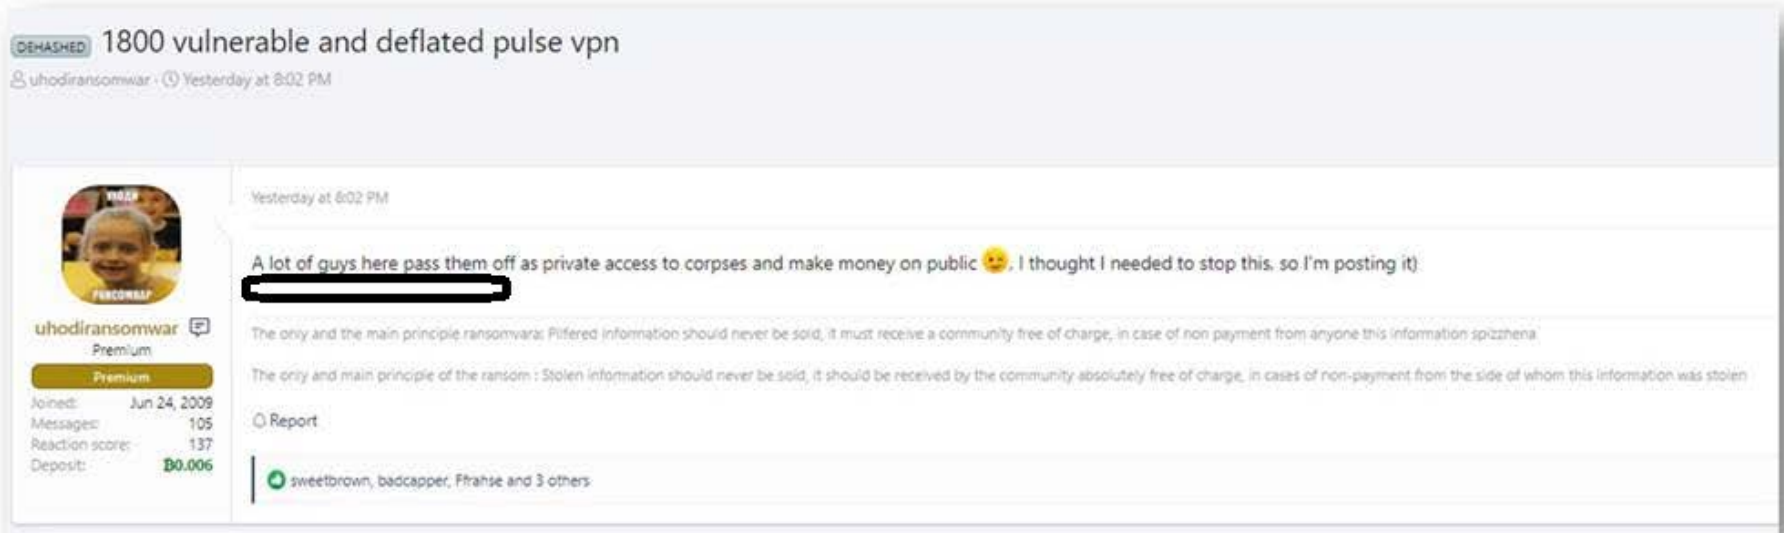 DEHASHED 1800 vulnerable and deflated pulse vpn
uhodiransomwar · Yesterday at 8:02 PM
Yesterday at 8:02 PM
A lot of guys here pass them off as private access to corpses and make money on public 😉. I thought I needed to stop this, so I'm posting it)
The only and the main principle ransomvara: Pilfered information should never be sold, it must receive a community free of charge, in case of non payment from anyone this information spizzhena
The only and main principle of the ransom : Stolen information should never be sold, it should be received by the community absolutely free of charge, in cases of non-payment from the side of whom this information was stolen
Report
sweetbrown, badcapper, Ffrahse and 3 others
УХОДИ
РАНСОМВАР
uhodiransomwar
Premium
Premium
Joined: Jun 24, 2009
Messages: 105
Reaction score: 137
Deposit: ₿0.006